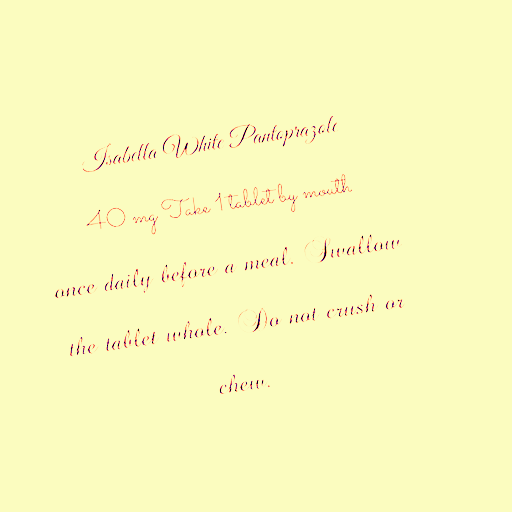 Isabella White Pantoprazole
40 mg Take 1 tablet by mouth
once daily before a meal. Swallow
the tablet whole. Do not crush or
chew.